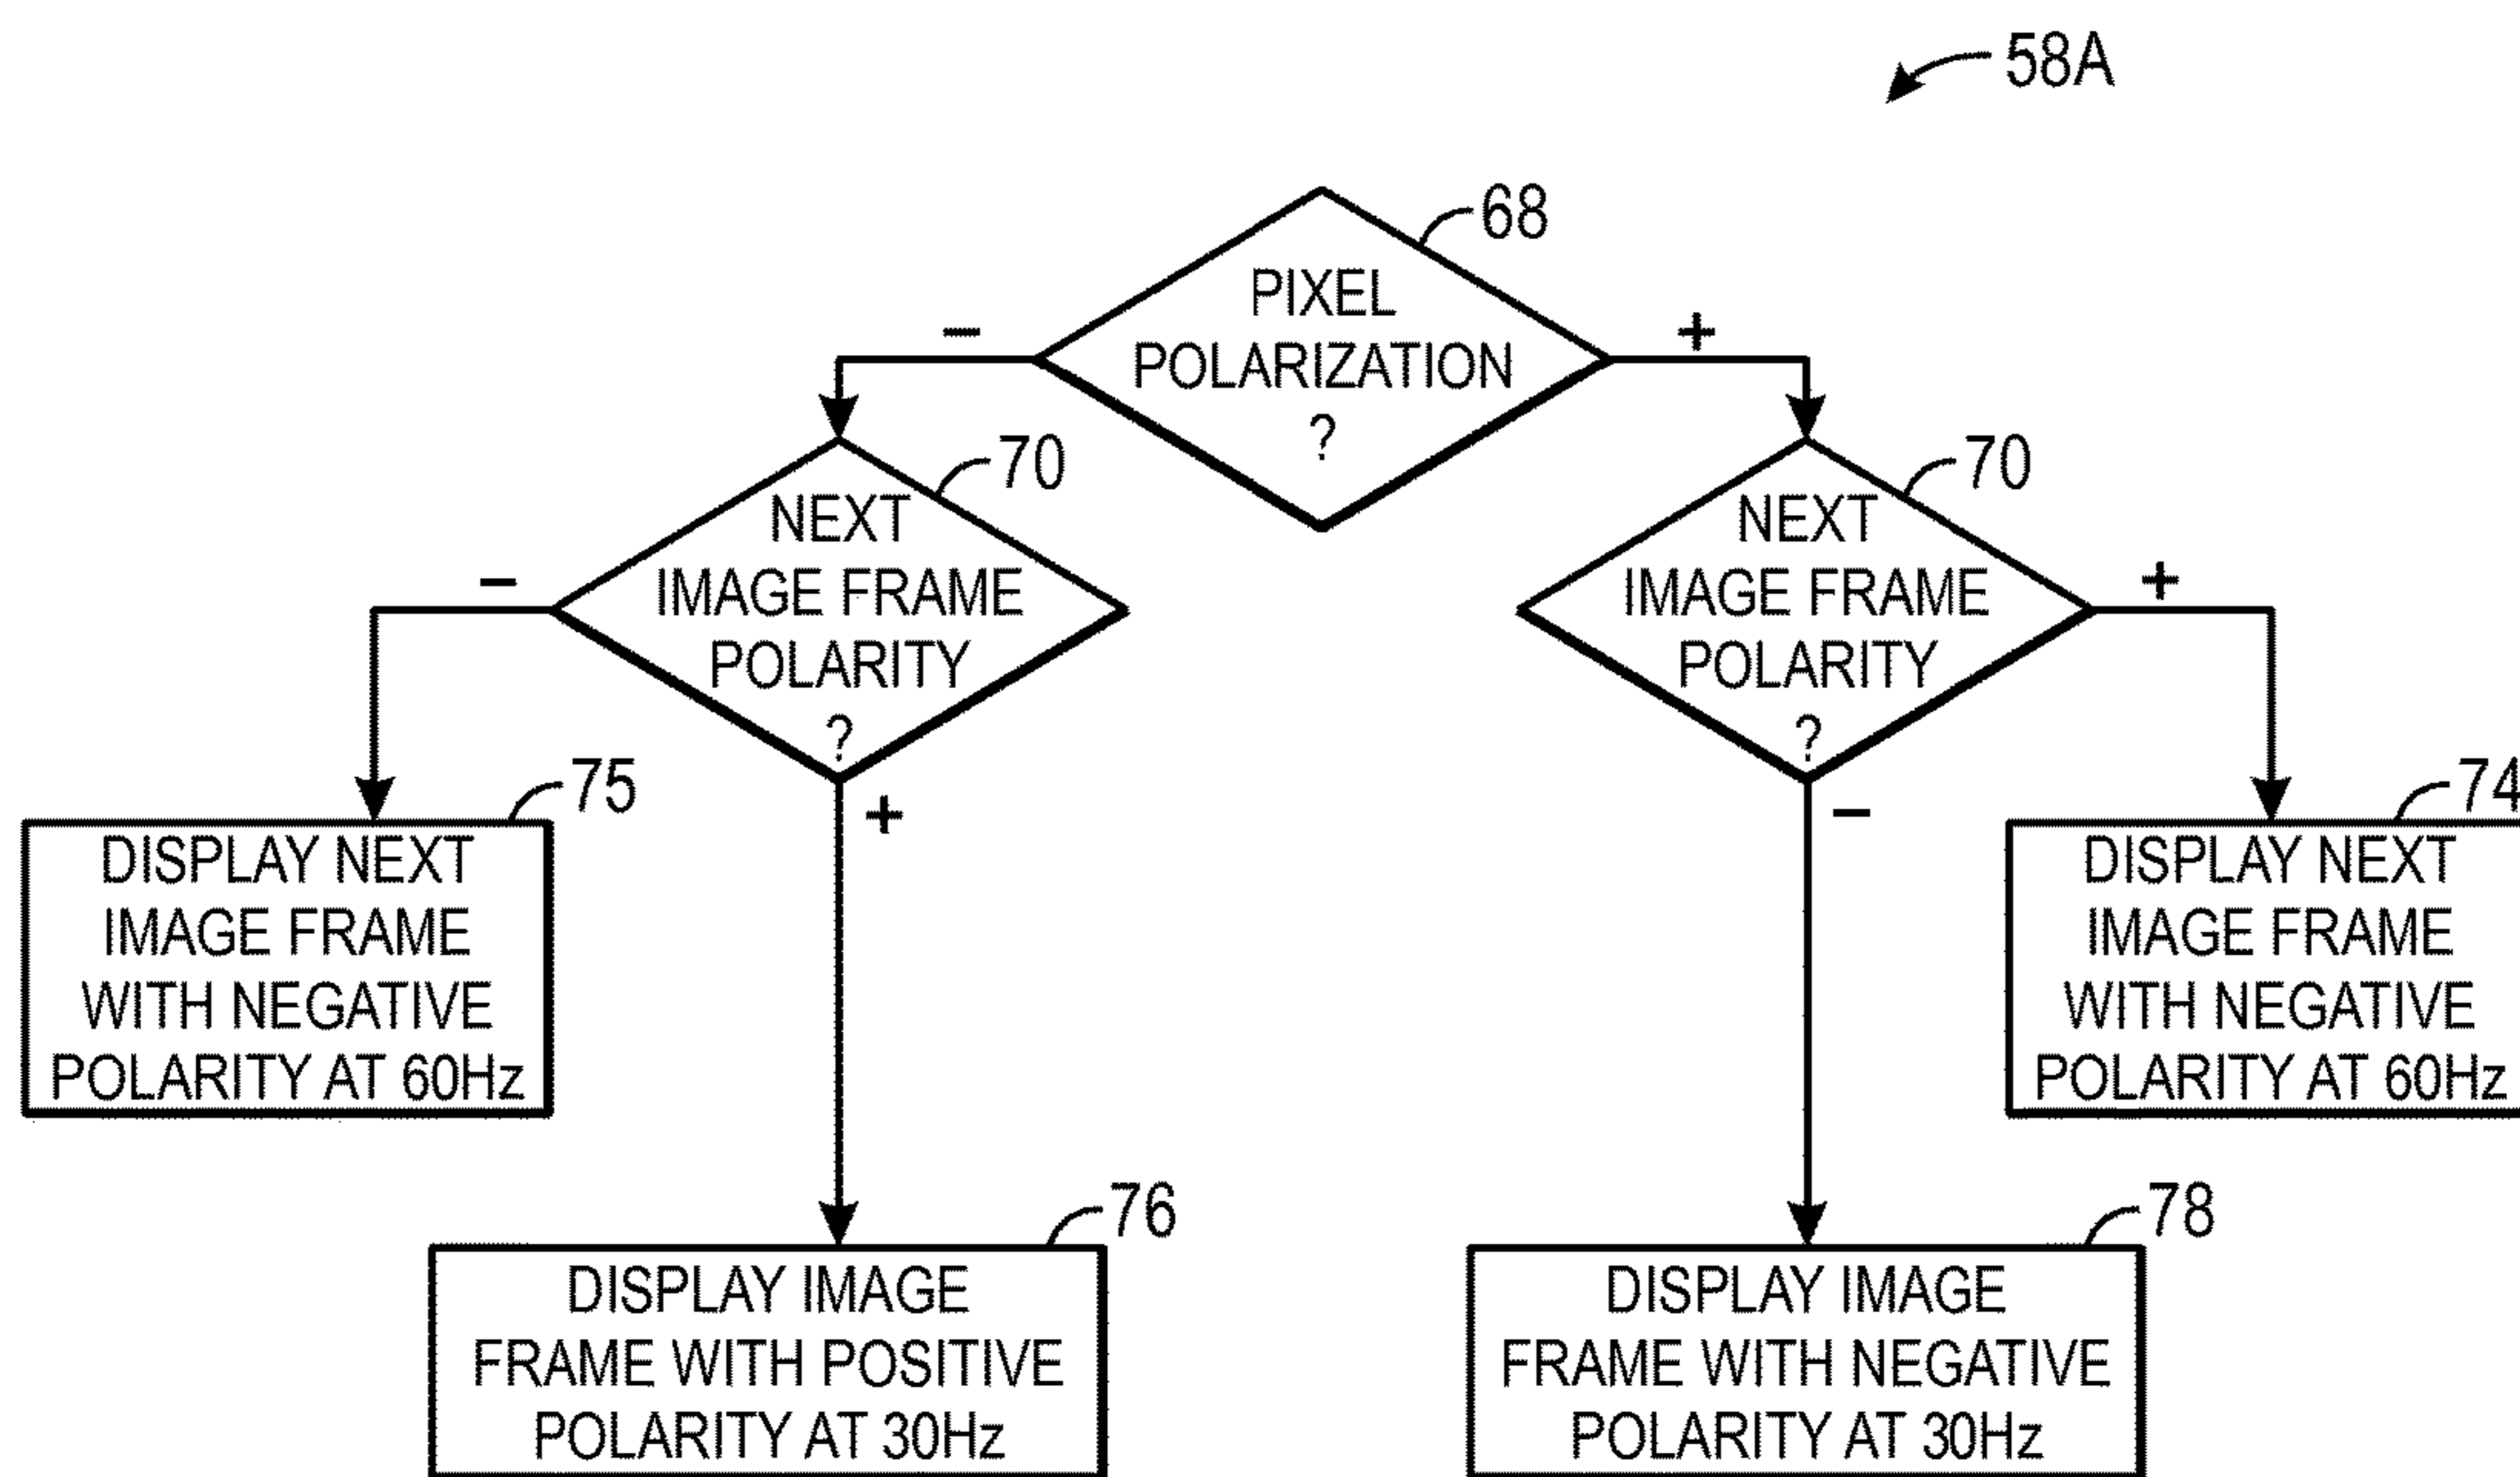 58A
68
PIXEL
POLARIZATION
?
−
+
70
NEXT
IMAGE FRAME
POLARITY
?
−
+
70
NEXT
IMAGE FRAME
POLARITY
?
+
−
75
DISPLAY NEXT
IMAGE FRAME
WITH NEGATIVE
POLARITY AT 60Hz
74
DISPLAY NEXT
IMAGE FRAME
WITH NEGATIVE
POLARITY AT 60Hz
76
DISPLAY IMAGE
FRAME WITH POSITIVE
POLARITY AT 30Hz
78
DISPLAY IMAGE
FRAME WITH NEGATIVE
POLARITY AT 30Hz